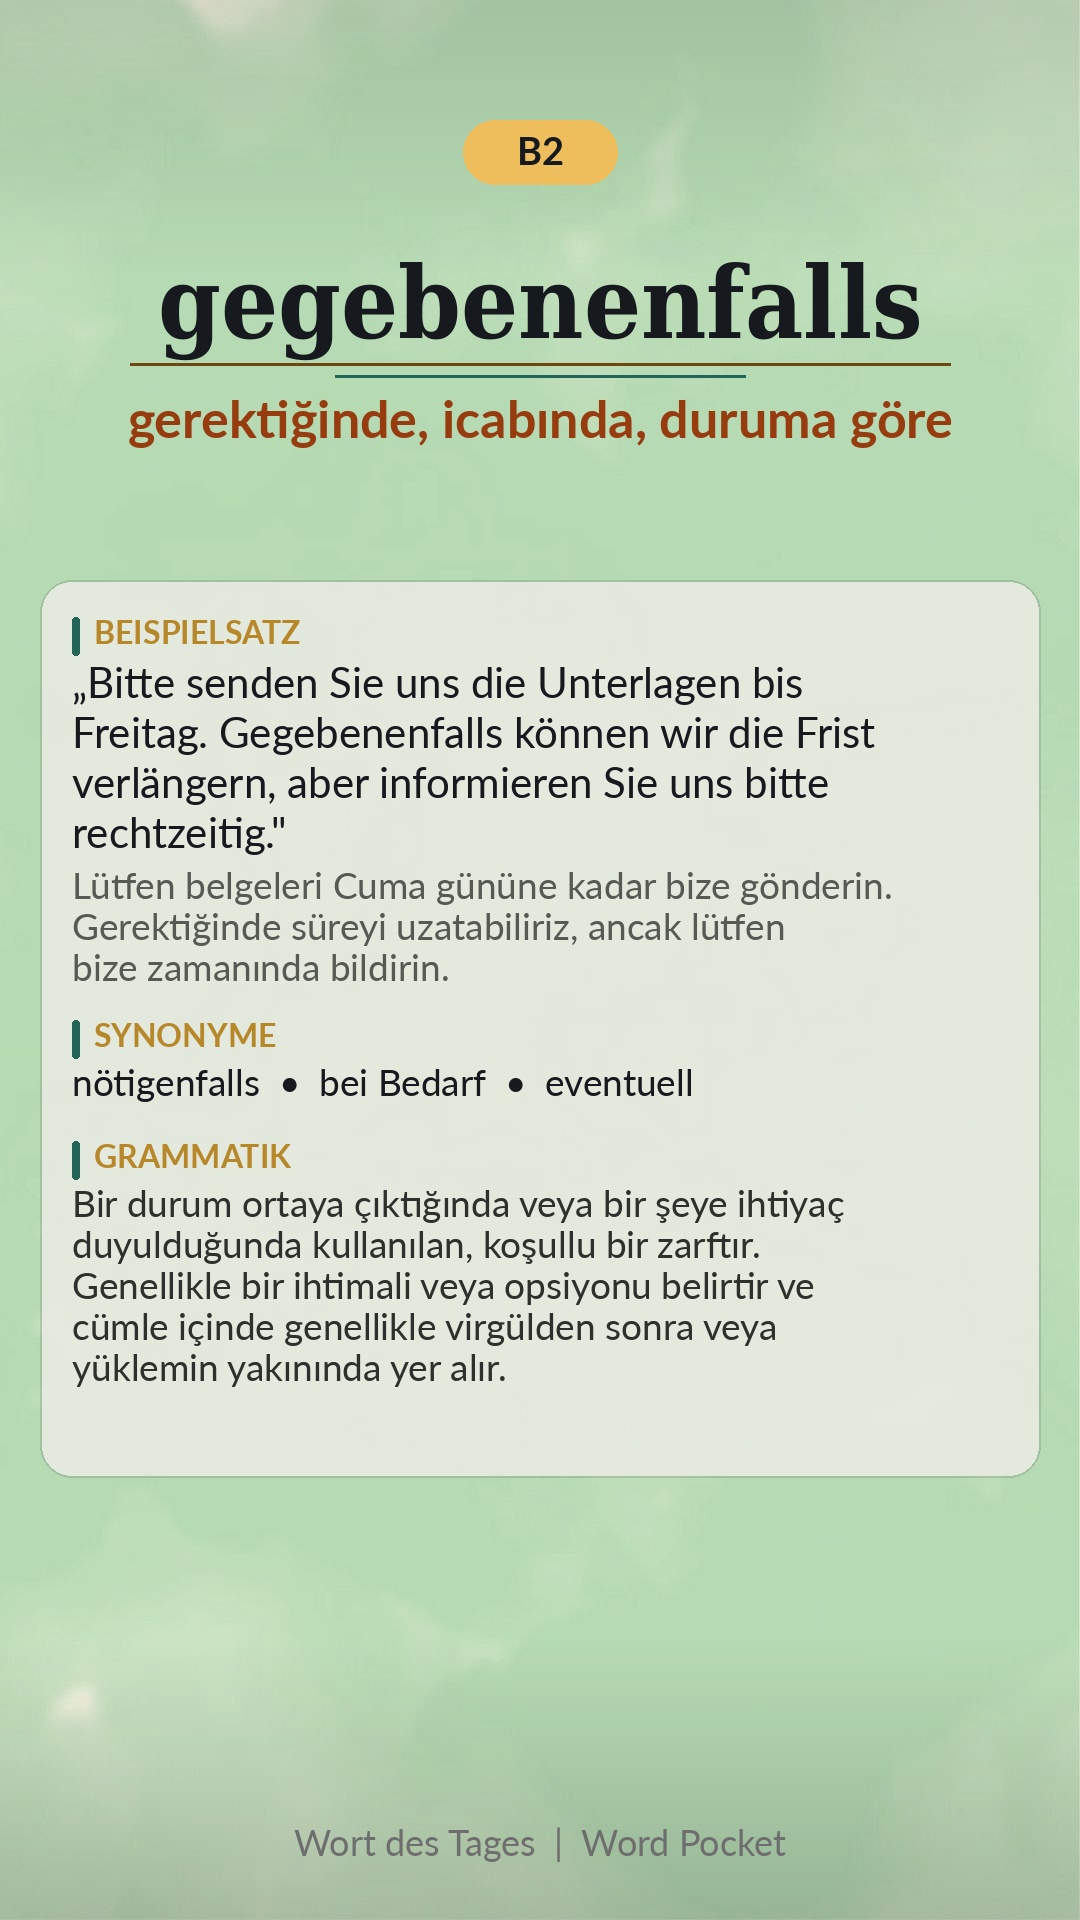 B2
gegebenenfalls
gerektiğinde, icabında, duruma göre
BEISPIELSATZ
„Bitte senden Sie uns die Unterlagen bis
Freitag. Gegebenenfalls können wir die Frist
verlängern, aber informieren Sie uns bitte
rechtzeitig."
Lütfen belgeleri Cuma gününe kadar bize gönderin.
Gerektiğinde süreyi uzatabiliriz, ancak lütfen
bize zamanında bildirin.
SYNONYME
nötigenfalls • bei Bedarf • eventuell
GRAMMATIK
Bir durum ortaya çıktığında veya bir şeye ihtiyaç
duyulduğunda kullanılan, koşullu bir zarftır.
Genellikle bir ihtimali veya opsiyonu belirtir ve
cümle içinde genellikle virgülden sonra veya
yüklemin yakınında yer alır.
Wort des Tages | Word Pocket